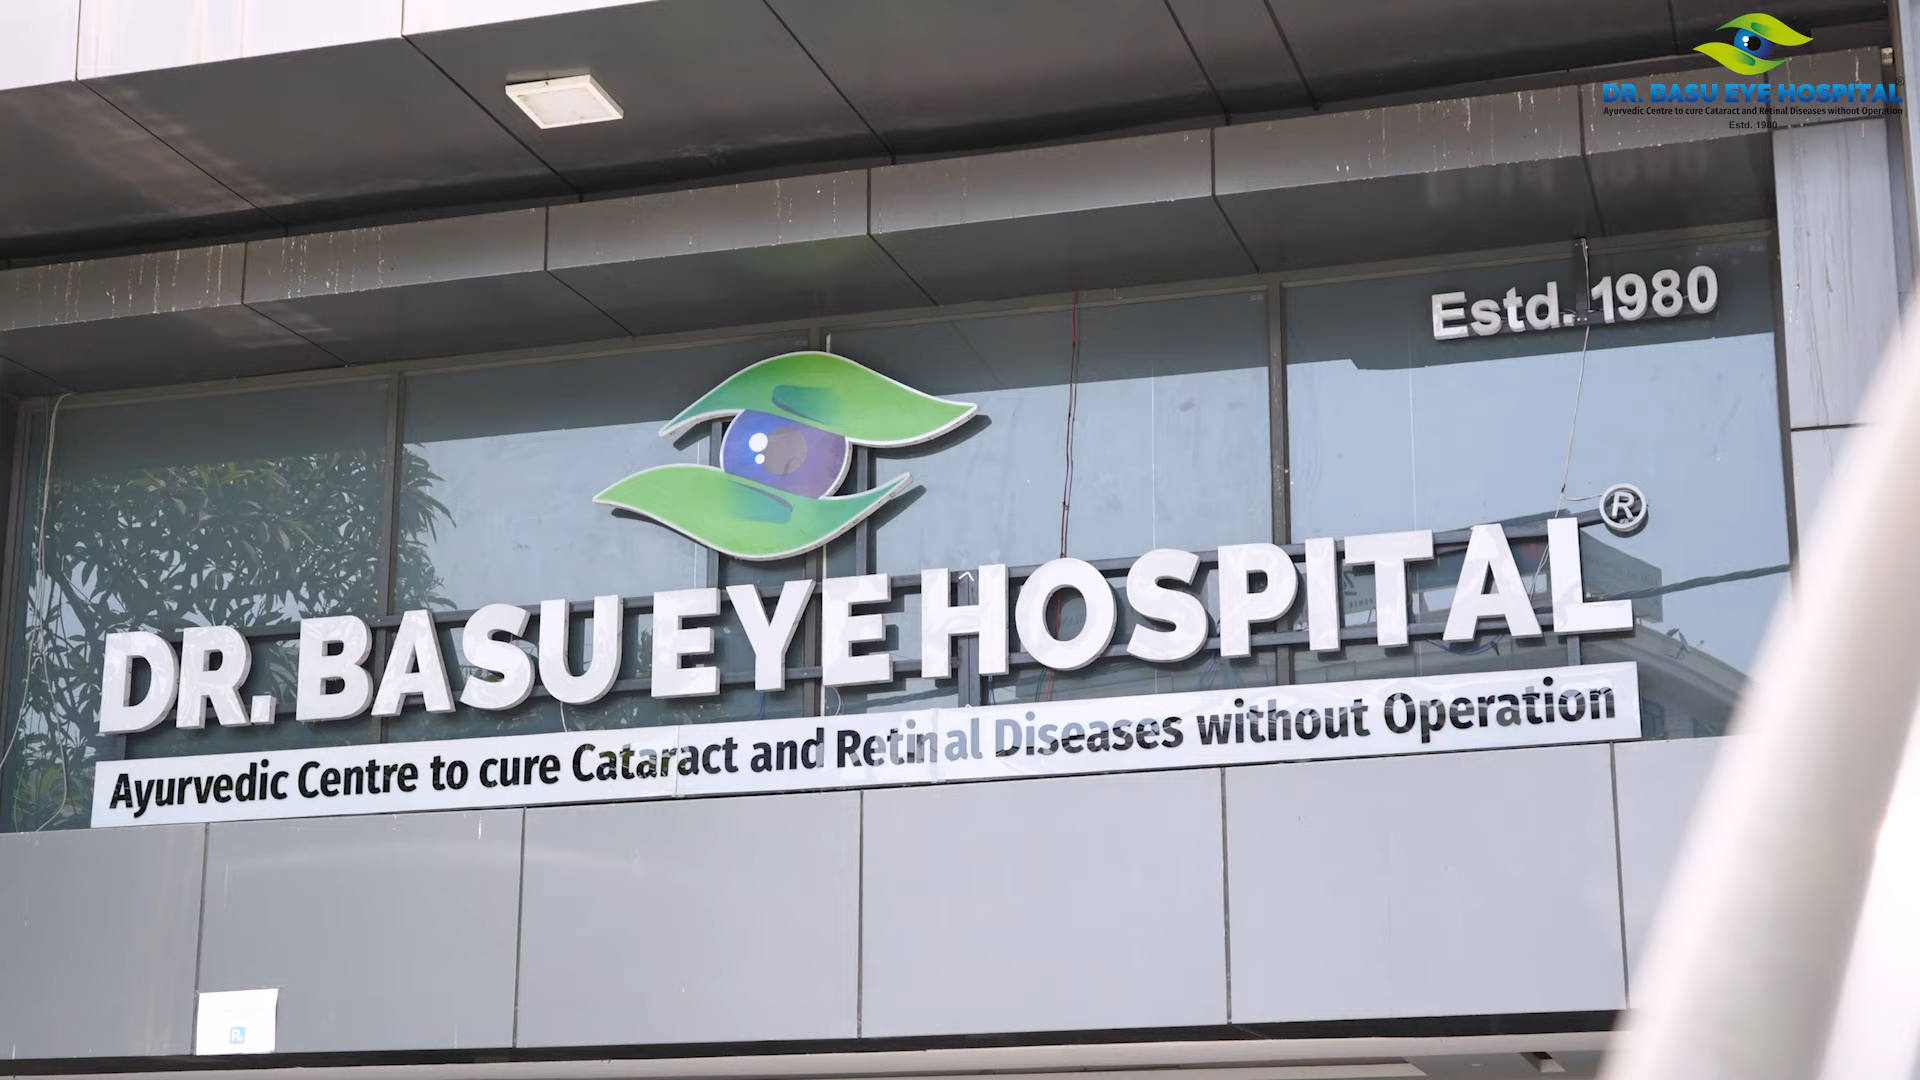 DR. BASU EYE HOSPITAL®
Ayurvedic Centre to cure Cataract and Retinal Diseases without Operation
Estd. 1980
Estd. 1980
DR. BASU EYE HOSPITAL®
Ayurvedic Centre to cure Cataract and Retinal Diseases without Operation